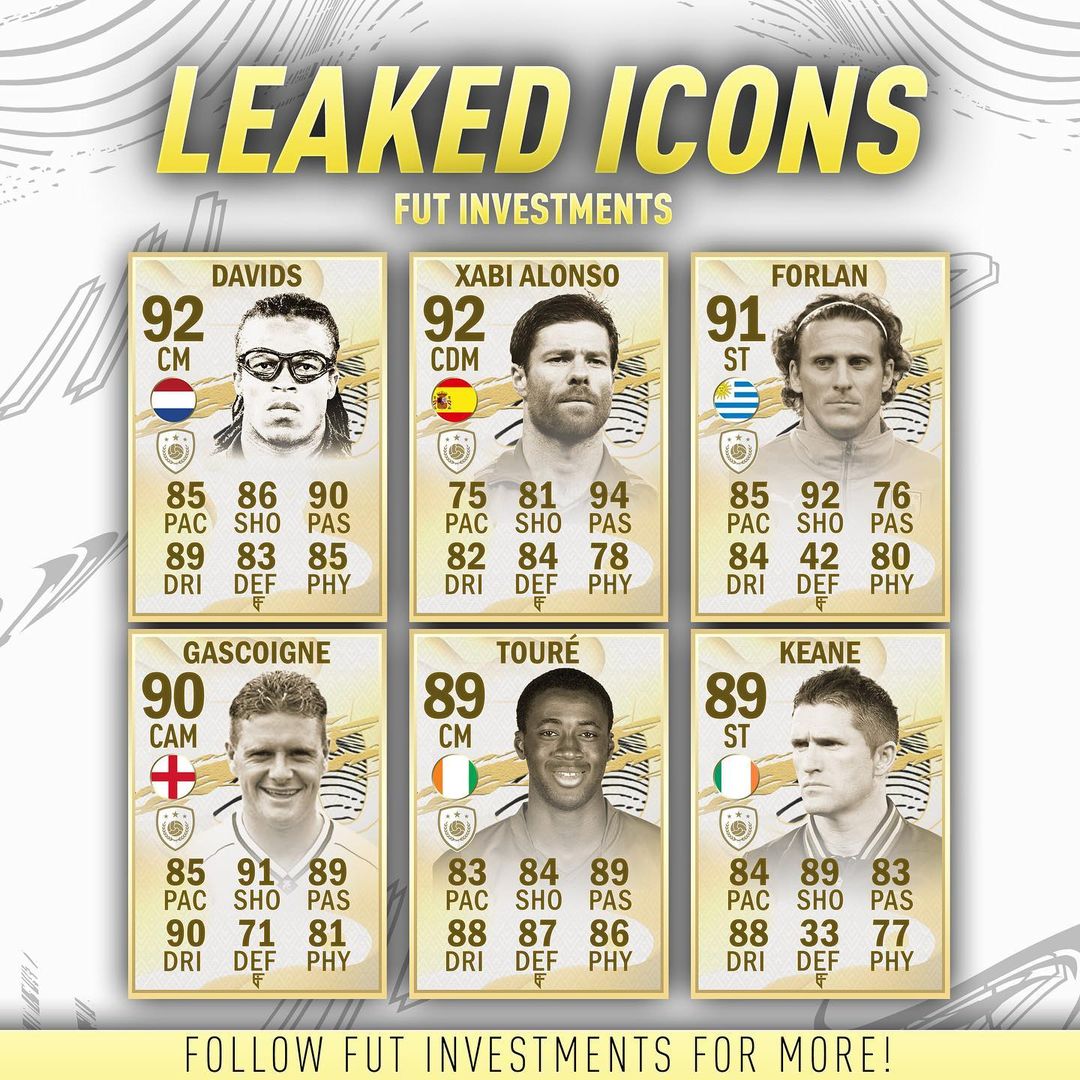 LEAKED ICONS
FUT INVESTMENTS
DAVIDS
92
CM
85 86 90
PAC SHO PAS
89 83 85
DRI DEF PHY
XABI ALONSO
92
CDM
75 81 94
PAC SHO PAS
82 84 78
DRI DEF PHY
FORLAN
91
ST
85 92 76
PAC SHO PAS
84 42 80
DRI DEF PHY
GASCOIGNE
90
CAM
85 91 89
PAC SHO PAS
90 71 81
DRI DEF PHY
TOURÉ
89
CM
83 84 89
PAC SHO PAS
88 87 86
DRI DEF PHY
KEANE
89
ST
84 89 83
PAC SHO PAS
88 33 77
DRI DEF PHY
FOLLOW FUT INVESTMENTS FOR MORE!